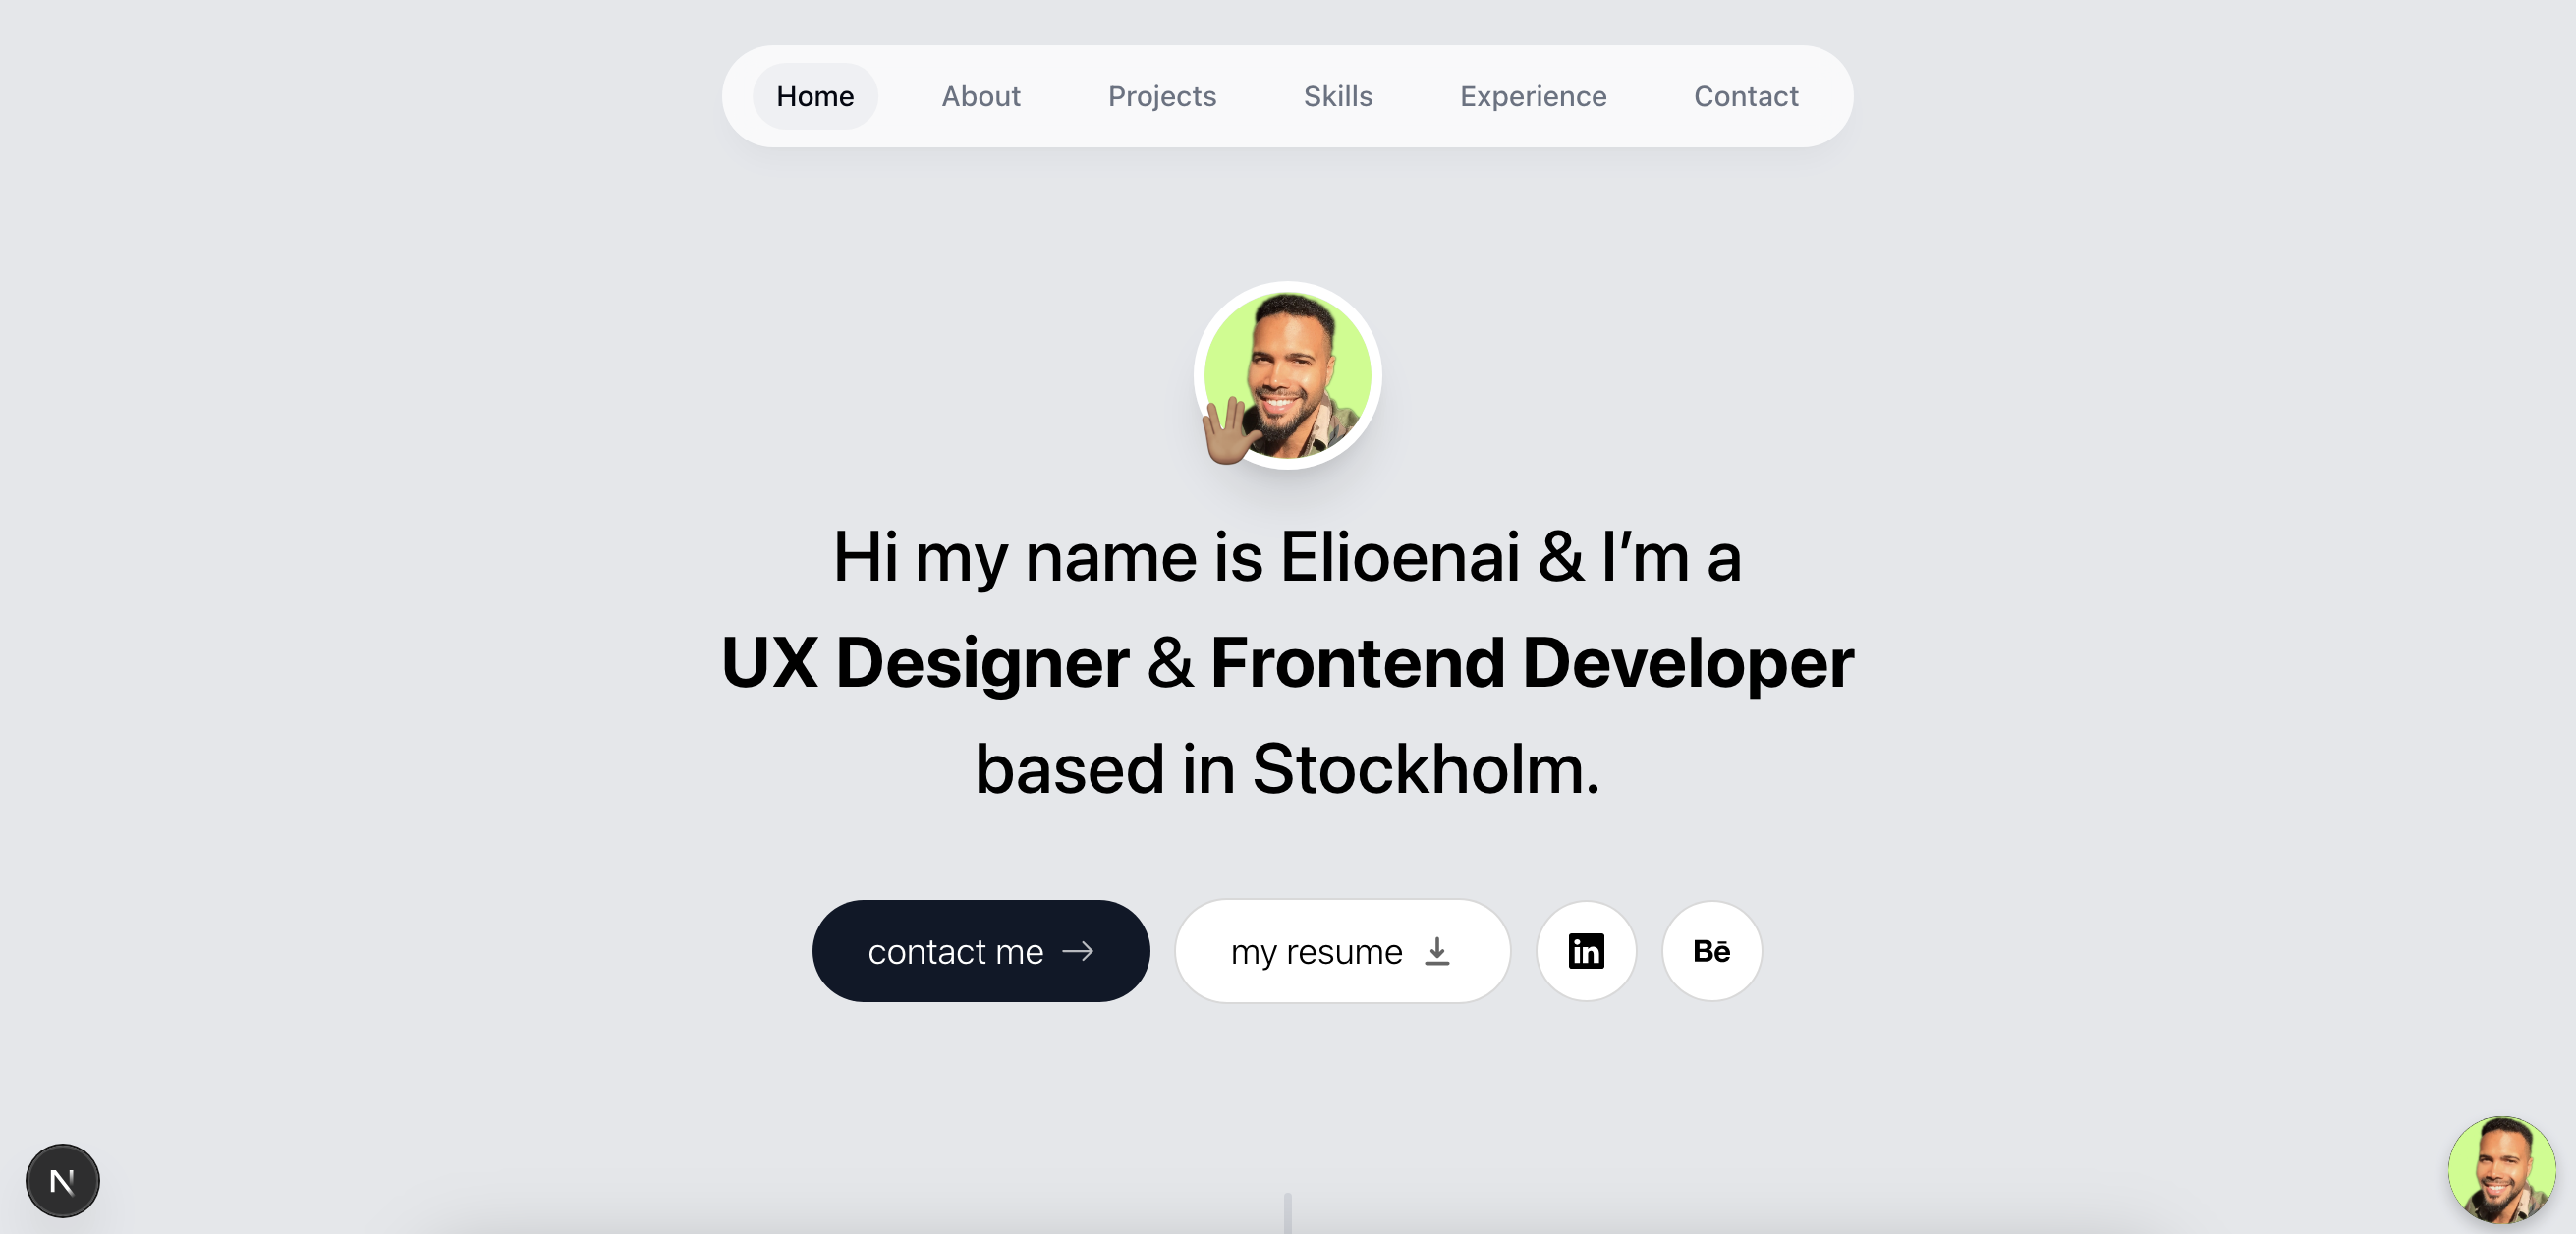 Home About Projects Skills Experience Contact
Hi my name is Elioenai & I’m a
UX Designer & Frontend Developer
based in Stockholm.
contact me → my resume in Bē
N